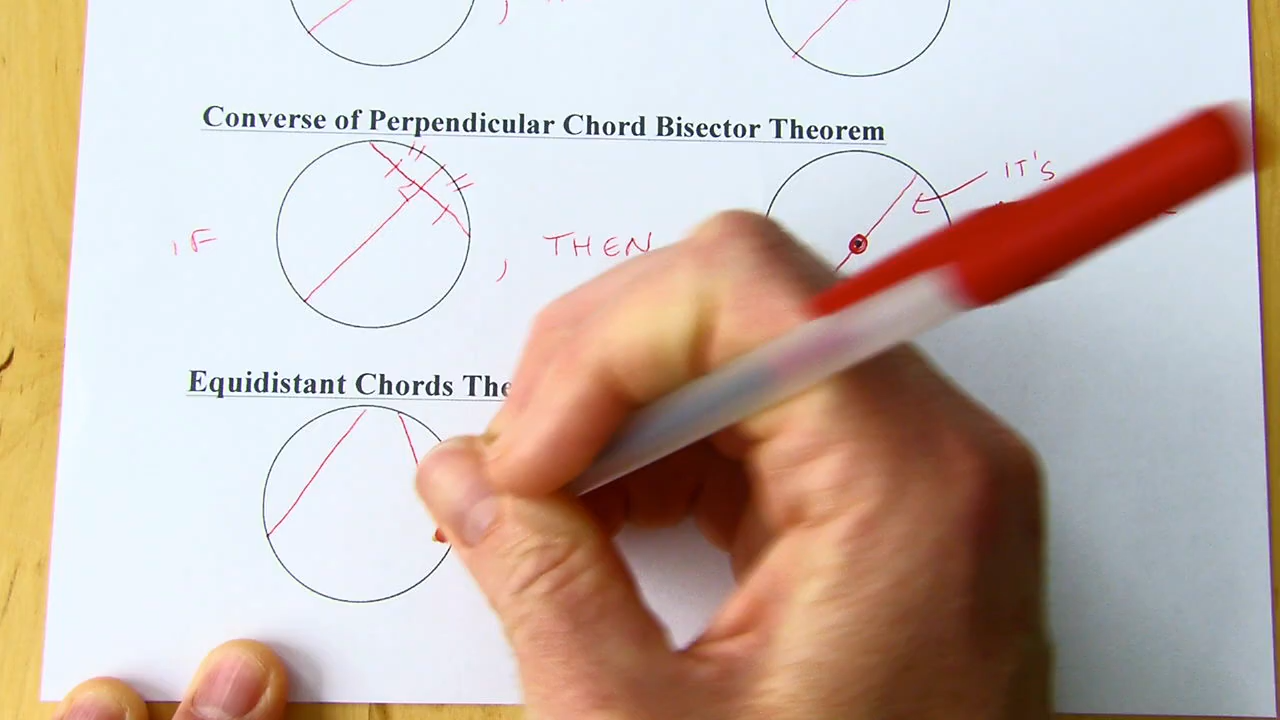 Converse of Perpendicular Chord Bisector Theorem
IT'S
IF , THEN
Equidistant Chords The